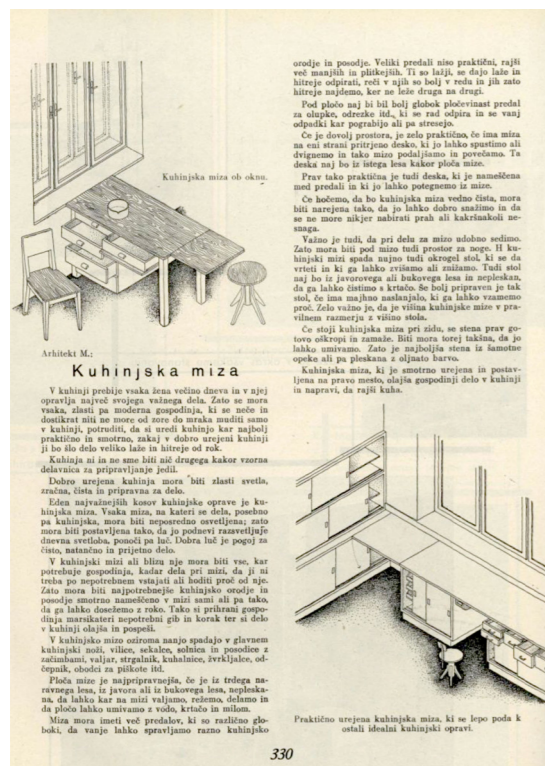 Kuhinjska miza ob oknu.
Arhitekt M.:
Kuhinjska miza
V kuhinji prebije vsaka žena večino dneva in v njej
opravlja največ svojega važnega dela. Zato se mora
vsaka, zlasti pa moderna gospodinja, ki se neče in
dostikrat niti ne more od zore do mraka muditi samo
v kuhinji, potruditi, da si uredi kuhinjo kar najbolj
praktično in smotrno, zakaj v dobro urejeni kuhinji
ji bo šlo delo veliko laže in hitreje od rok.
Kuhinja ni in ne sme biti nič drugega kakor vzorna
delavnica za pripravljanje jedil.
Dobro urejena kuhinja mora biti zlasti svetla,
zračna, čista in pripravna za delo.
Eden najvažnejših kosov kuhinjske oprave je ku-
hinjska miza. Vsaka miza, na kateri se dela, posebno
pa kuhinjska, mora biti neposredno osvetljena; zato
mora biti postavljena tako, da jo podnevi razsvetljuje
dnevna svetloba, ponoči pa luč. Dobra luč je pogoj za
čisto, natančno in prijetno delo.
V kuhinjski mizi ali blizu nje mora biti vse, kar
potrebuje gospodinja, kadar dela pri mizi, da ji ni
treba po nepotrebnem vstajati ali hoditi proč od nje.
Zato mora biti najpotrebnejše kuhinjsko orodje in
posodje smotrno nameščeno v mizi sami ali pa tako,
da ga lahko dosežemo z roko. Tako si prihrani gospo-
dinja marsikateri nepotrebni gib in korak ter si delo
v kuhinji olajša in pospeši.
V kuhinjsko mizo oziroma nanjo spadajo v glavnem
kuhinjski noži, vilice, sekalce, solnica in posodice z
začimbami, valjar, strgalnik, kuhalnice, žvrkljalce, od-
čepnik, obodci za piškote itd.
Ploča mize je najpripravnejša, če je iz trdega na-
ravnega lesa, iz javora ali iz bukovega lesa, nepleska-
na, da lahko kar na mizi valjamo, režemo, delamo in
da pločo lahko umivamo z vodo, krtačo in milom.
Miza mora imeti več predalov, ki so različno glo-
boki, da vanje lahko spravljamo razno kuhinjsko
orodje in posodje. Veliki predali niso praktični, rajši
več manjših in plitkejših. Ti so lažji, se dajo laže in
hitreje odpirati, reči v njih so bolj v redu in jih zato
hitreje najdemo, ker ne leže druga na drugi.
Pod pločo naj bi bil bolj globok pločevinast predal
za olupke, odrezke itd., ki se rad odpira in se vanj
odpadki kar pograbijo ali pa stresejo.
Če je dovolj prostora, je zelo praktično, če ima miza
na eni strani pritrjeno desko, ki jo lahko spustimo ali
dvignemo in tako mizo podaljšamo in povečamo. Ta
deska naj bo iz istega lesa kakor ploča mize.
Prav tako praktična je tudi deska, ki je nameščena
med predali in ki jo lahko potegnemo iz mize.
Če hočemo, da bo kuhinjska miza vedno čista, mora
biti narejena tako, da jo lahko dobro snažimo in da
se ne more nikjer nabirati prah ali kakršnakoli ne-
snaga.
Važno je tudi, da pri delu za mizo udobno sedimo.
Zato mora biti pod mizo tudi prostor za noge. H ku-
hinjski mizi spada nujno tudi okrogel stol, ki se da
vrteti in ki ga lahko zvišamo ali znižamo. Tudi stol
naj bo iz javorovega ali bukovega lesa in nepleskan,
da ga lahko čistimo s krtačo. Še bolj pripraven je tak
stol, če ima majhno naslanjalo, ki ga lahko vzamemo
proč. Zelo važno je, da je višina kuhinjske mize v pra-
vilnem razmerju z višino stola.
Če stoji kuhinjska miza pri zidu, se stena prav go-
tovo oškropi in zamaže. Biti mora torej takšna, da jo
lahko umivamo. Zato je najboljša stena iz šamotne
opeke ali pa pleskana z oljnato barvo.
Kuhinjska miza, ki je smotrno urejena in postav-
ljena na pravo mesto, olajša gospodinji delo v kuhinji
in napravi, da rajši kuha.
Praktično urejena kuhinjska miza, ki se lepo poda k
ostali idealni kuhinjski opravi.
330